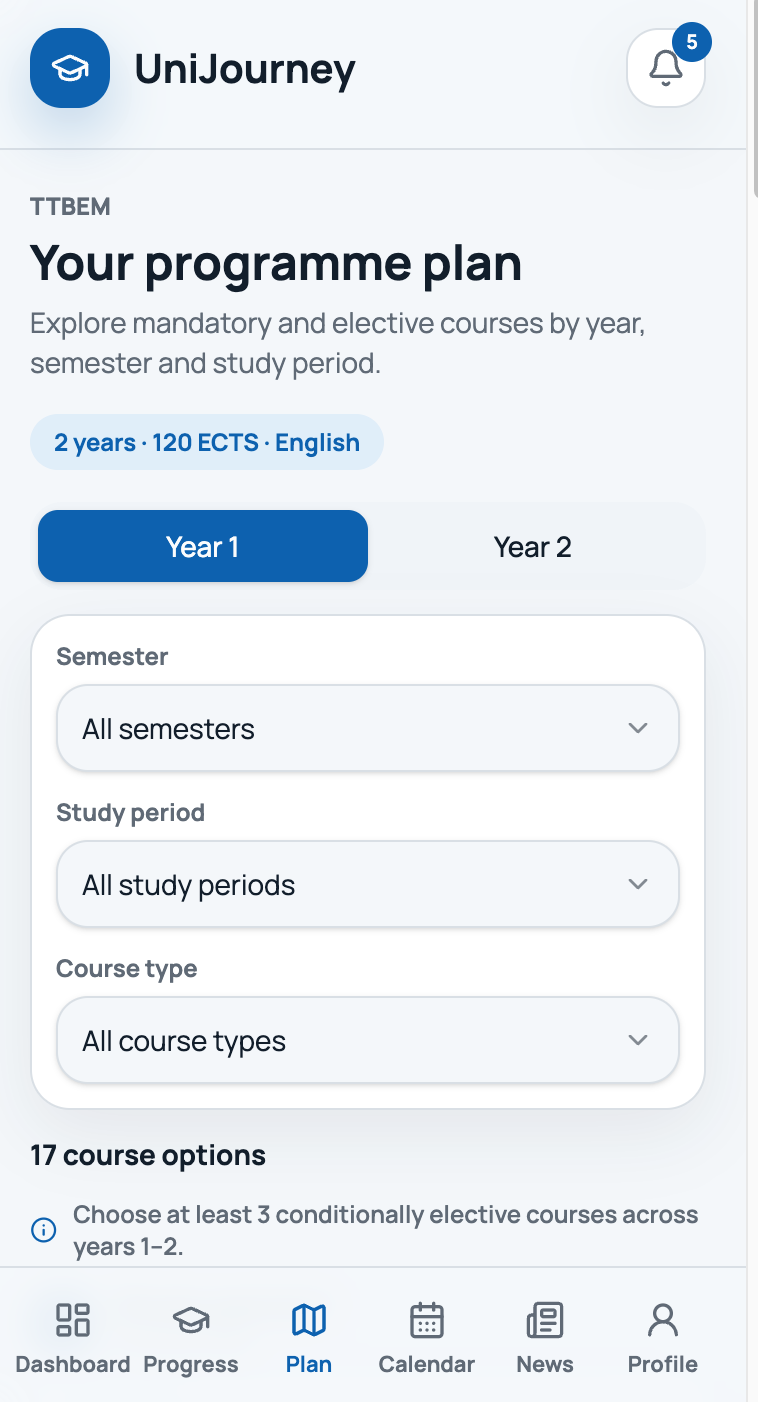 UniJourney
5
TTBEM
Your programme plan
Explore mandatory and elective courses by year,
semester and study period.
2 years · 120 ECTS · English
Year 1
Year 2
Semester
All semesters
Study period
All study periods
Course type
All course types
17 course options
Choose at least 3 conditionally elective courses across
years 1–2.
Dashboard
Progress
Plan
Calendar
News
Profile